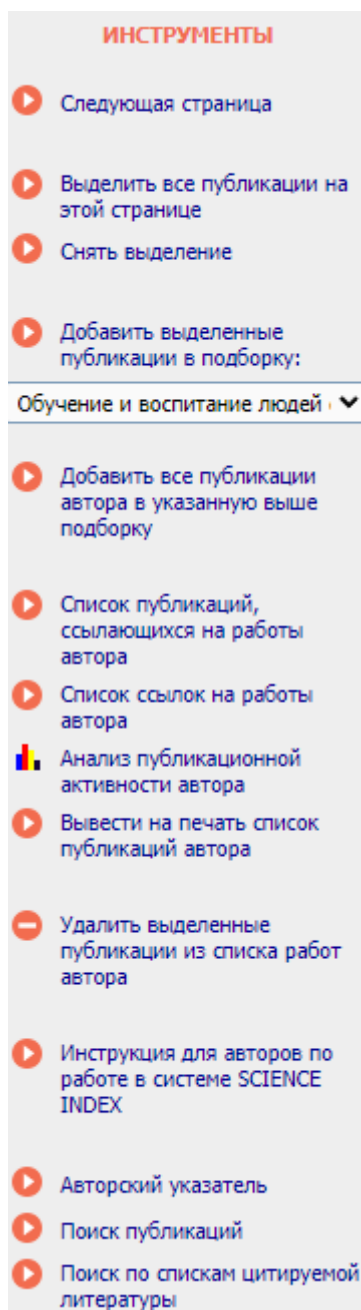 ИНСТРУМЕНТЫ
Следующая страница
Выделить все публикации на
этой странице
Снять выделение
Добавить выделенные
публикации в подборку:
Обучение и воспитание людей
Добавить все публикации
автора в указанную выше
подборку
Список публикаций,
ссылающихся на работы
автора
Список ссылок на работы
автора
Анализ публикационной
активности автора
Вывести на печать список
публикаций автора
Удалить выделенные
публикации из списка работ
автора
Инструкция для авторов по
работе в системе SCIENCE
INDEX
Авторский указатель
Поиск публикаций
Поиск по спискам цитируемой
литературы